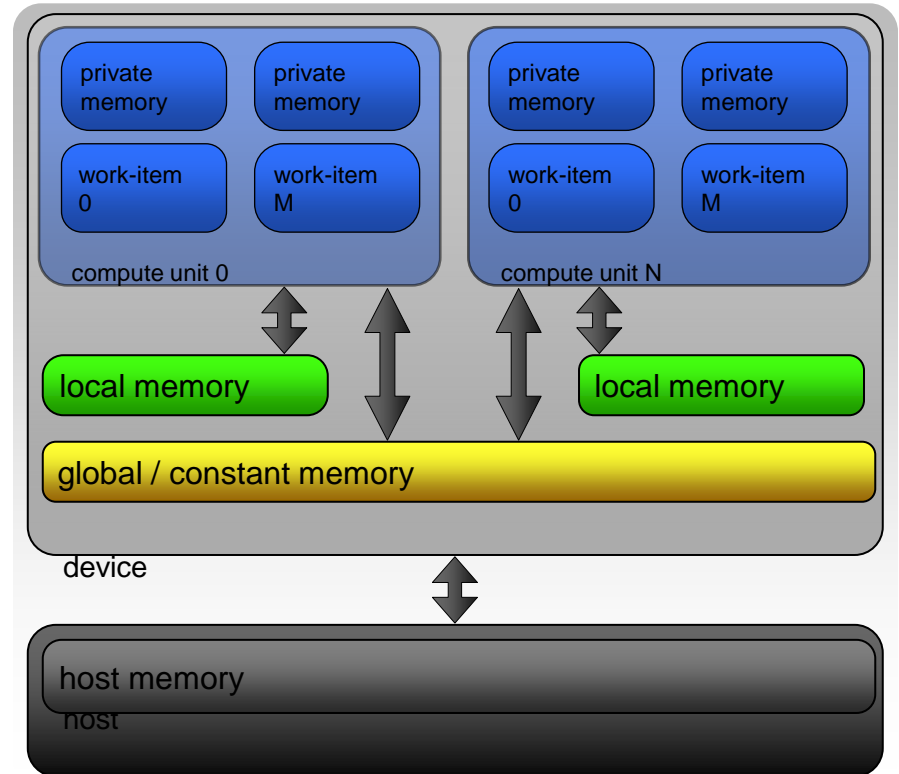 private
memory
private
memory
work-item
0
work-item
M
compute unit 0
private
memory
private
memory
work-item
0
work-item
M
compute unit N
local memory
local memory
global / constant memory
device
host memory
host